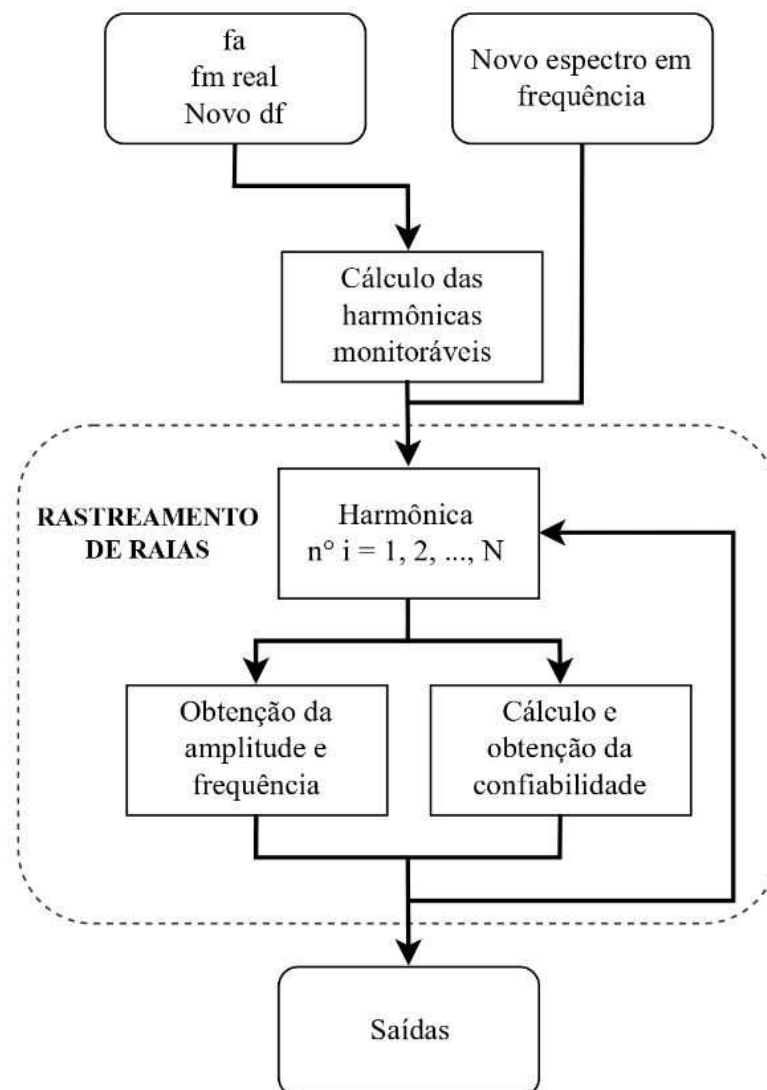 fa
fm real
Novo df
Novo espectro em
frequência
Cálculo das
harmônicas
monitoráveis
RASTREAMENTO
DE RAIAS
Harmônica
n° i = 1, 2, ..., N
Obtenção da
amplitude e
frequência
Cálculo e
obtenção da
confiabilidade
Saídas